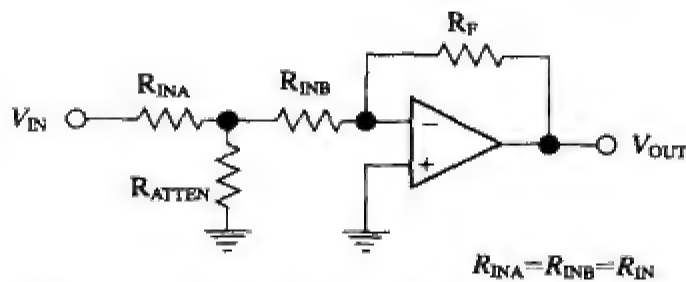 R_F
R_INA
R_INB
V_IN
−
+
V_OUT
R_ATTEN
R_INA=R_INB=R_IN